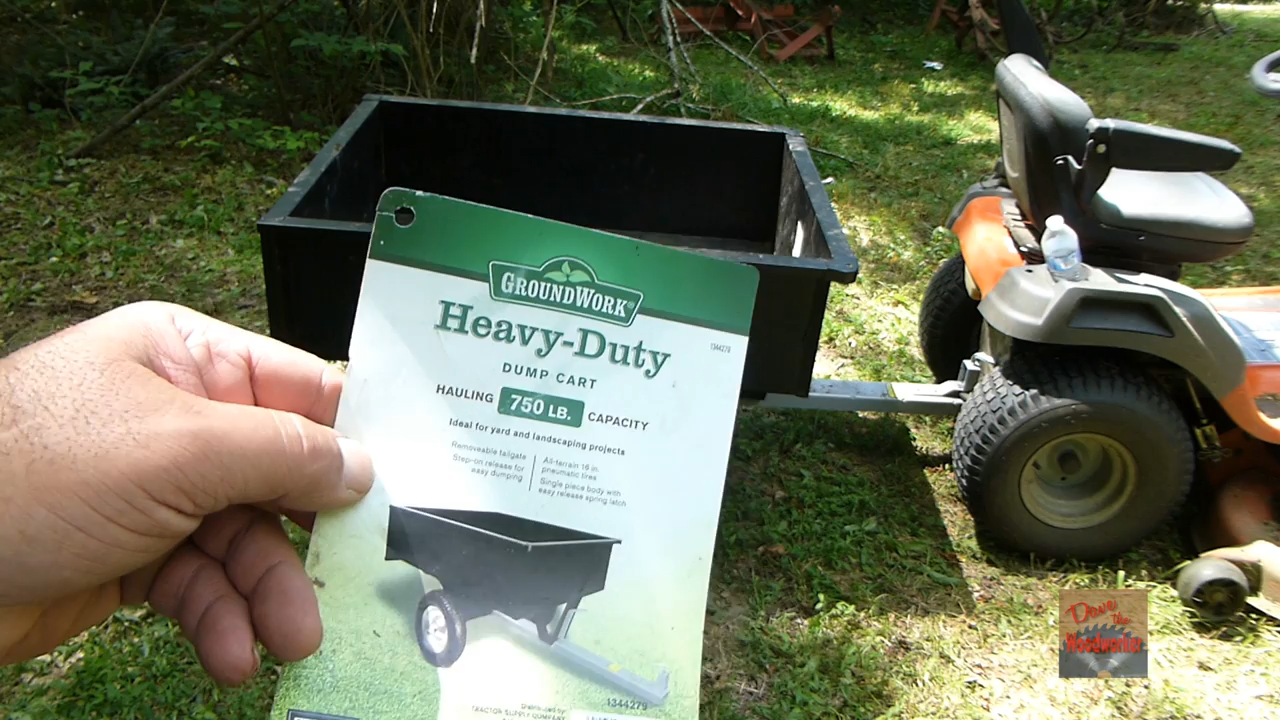 GROUNDWORK
Heavy-Duty
1344279
DUMP CART
HAULING 750 LB. CAPACITY
Ideal for yard and landscaping projects
Removeable tailgate
Step-on release for
easy dumping
All-terrain 16 in.
pneumatic tires
Single piece body with
easy release spring latch
1344279
Distributed by:
TRACTOR SUPPLY COMPANY
Dave the
Woodworker